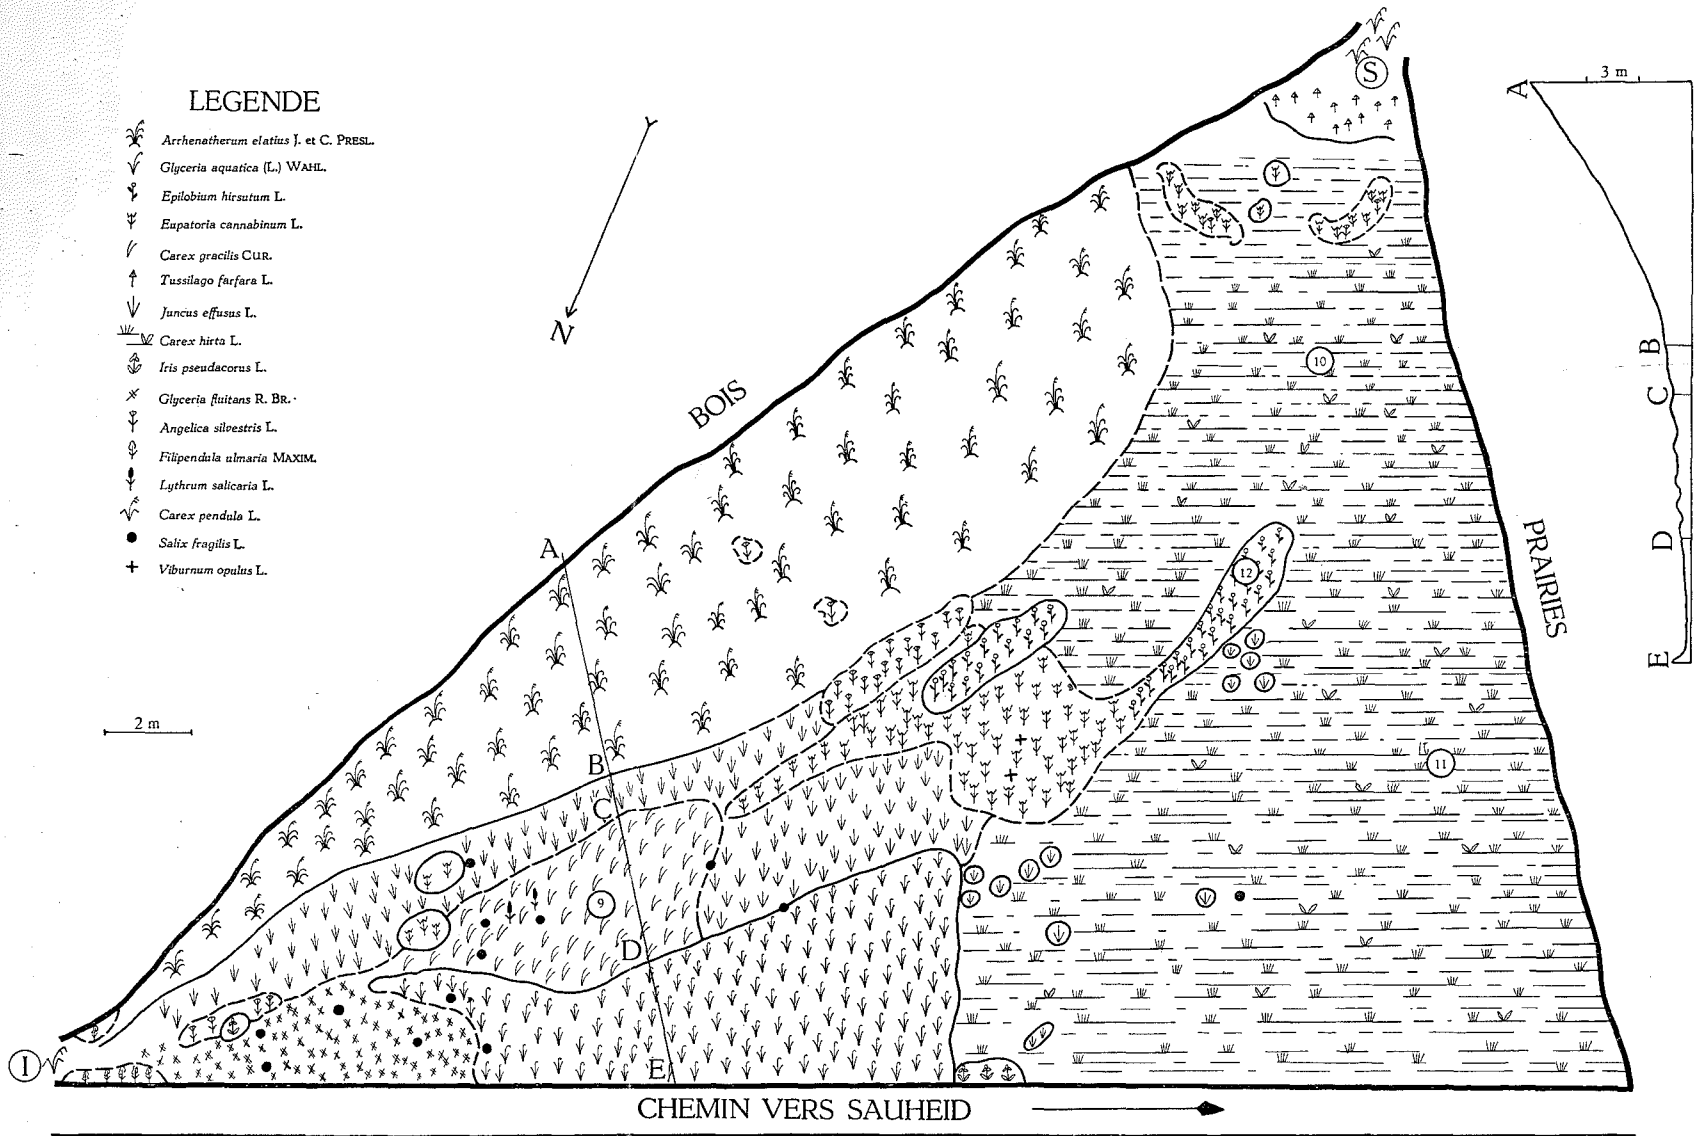 LEGENDE
Arrhenatherum elatius J. et C. PRESL.
Glyceria aquatica (L.) WAHL.
Epilobium hirsutum L.
Eupatoria cannabinum L.
Carex gracilis CUR.
Tussilago farfara L.
Juncus effusus L.
Carex hirta L.
Iris pseudacorus L.
Glyceria fluitans R. BR.
Angelica silvestris L.
Filipendula ulmaria MAXIM.
Lythrum salicaria L.
Carex pendula L.
Salix fragilis L.
Viburnum opulus L.
N
2 m
BOIS
S
3 m
A
B
C
D
E
10
12
11
9
PRAIRIES
A
B
C
D
E
I
CHEMIN VERS SAUHEID